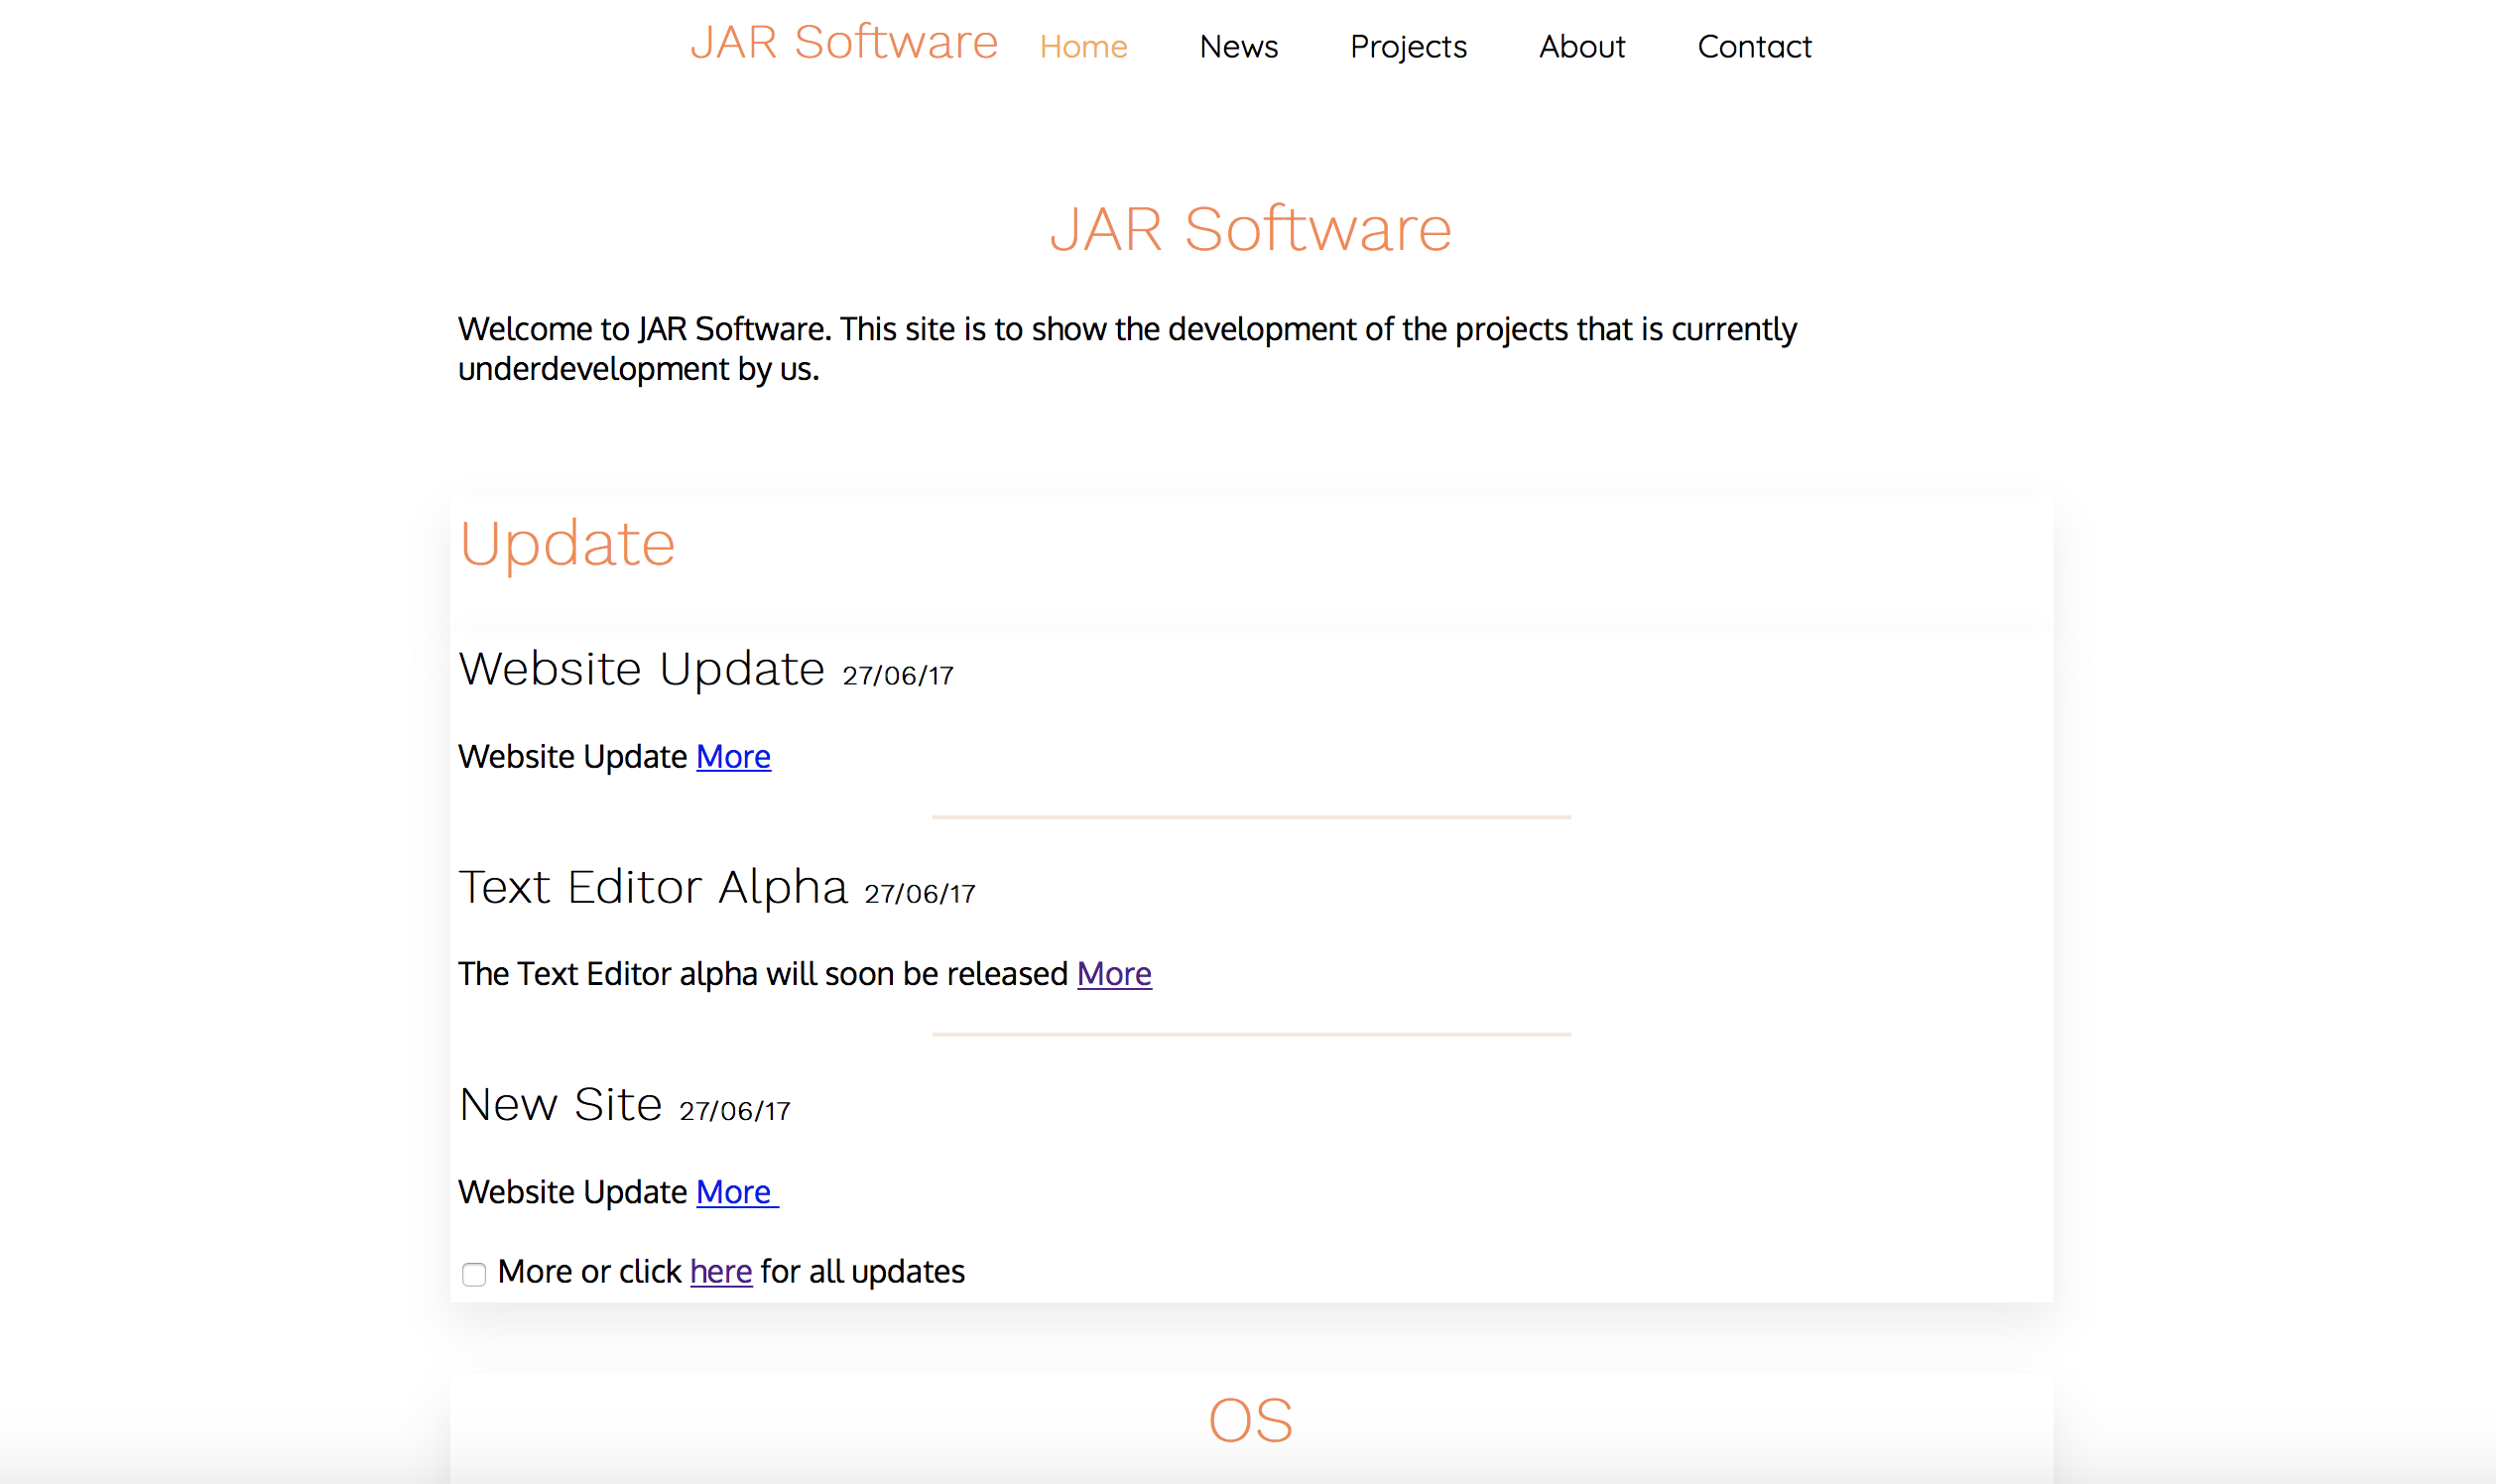 JAR Software Home News Projects About Contact
JAR Software
Welcome to JAR Software. This site is to show the development of the projects that is currently
underdevelopment by us.
Update
Website Update 27/06/17
Website Update More
Text Editor Alpha 27/06/17
The Text Editor alpha will soon be released More
New Site 27/06/17
Website Update More
More or click here for all updates
OS